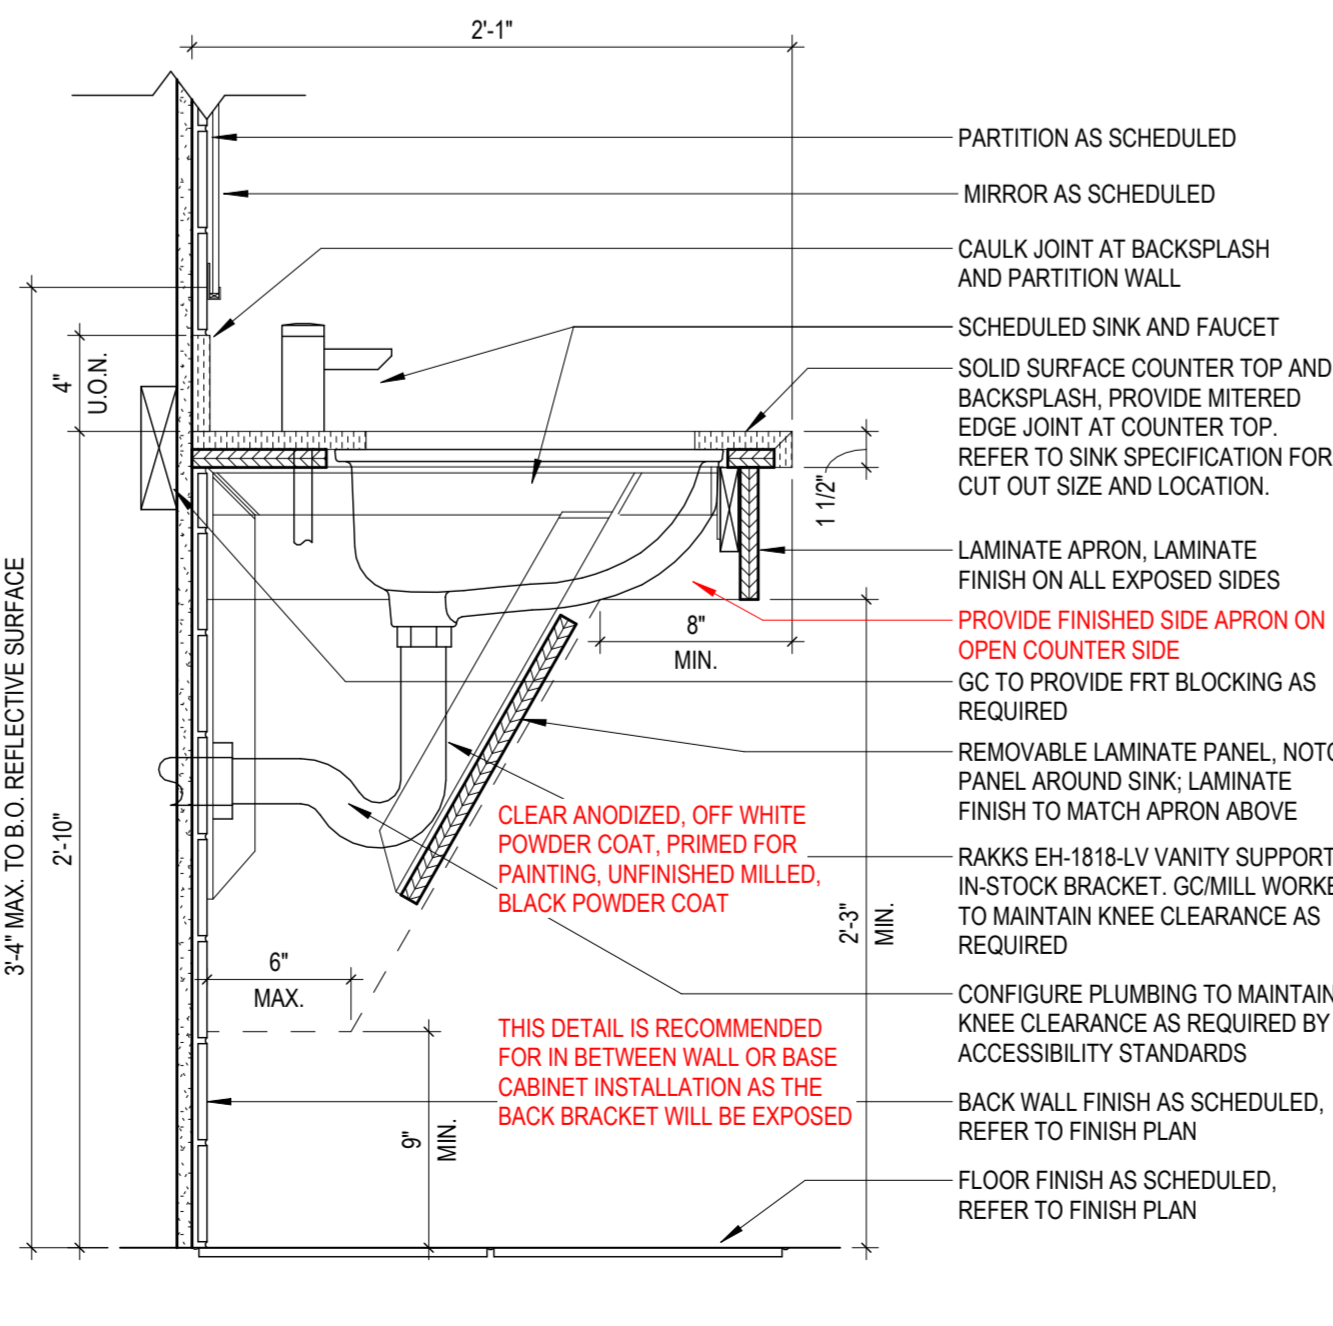 2'-1"
PARTITION AS SCHEDULED
MIRROR AS SCHEDULED
CAULK JOINT AT BACKSPLASH
AND PARTITION WALL
SCHEDULED SINK AND FAUCET
SOLID SURFACE COUNTER TOP AND
BACKSPLASH, PROVIDE MITERED
EDGE JOINT AT COUNTER TOP.
REFER TO SINK SPECIFICATION FOR
CUT OUT SIZE AND LOCATION.
LAMINATE APRON, LAMINATE
FINISH ON ALL EXPOSED SIDES
PROVIDE FINISHED SIDE APRON ON
OPEN COUNTER SIDE
GC TO PROVIDE FRT BLOCKING AS
REQUIRED
REMOVABLE LAMINATE PANEL,
PANEL AROUND SINK; LAMINATE
FINISH TO MATCH APRON ABOVE
RAKKS EH-1818-LV VANITY SUPPORT
IN-STOCK BRACKET. GC/MILL
TO MAINTAIN KNEE CLEARANCE AS
REQUIRED
CONFIGURE PLUMBING TO MAINTAIN
KNEE CLEARANCE AS REQUIRED BY
ACCESSIBILITY STANDARDS
BACK WALL FINISH AS SCHEDULED,
REFER TO FINISH PLAN
FLOOR FINISH AS SCHEDULED,
REFER TO FINISH PLAN
4"
U.O.N.
1 1/2"
8"
MIN.
3'-4" MAX. TO B.O. REFLECTIVE SURFACE
2'-10"
CLEAR ANODIZED, OFF WHITE
POWDER COAT, PRIMED FOR
PAINTING, UNFINISHED MILLED,
BLACK POWDER COAT
2'-3"
MIN.
6"
MAX.
THIS DETAIL IS RECOMMENDED
FOR IN BETWEEN WALL OR BASE
CABINET INSTALLATION AS THE
BACK BRACKET WILL BE EXPOSED
9"
MIN.